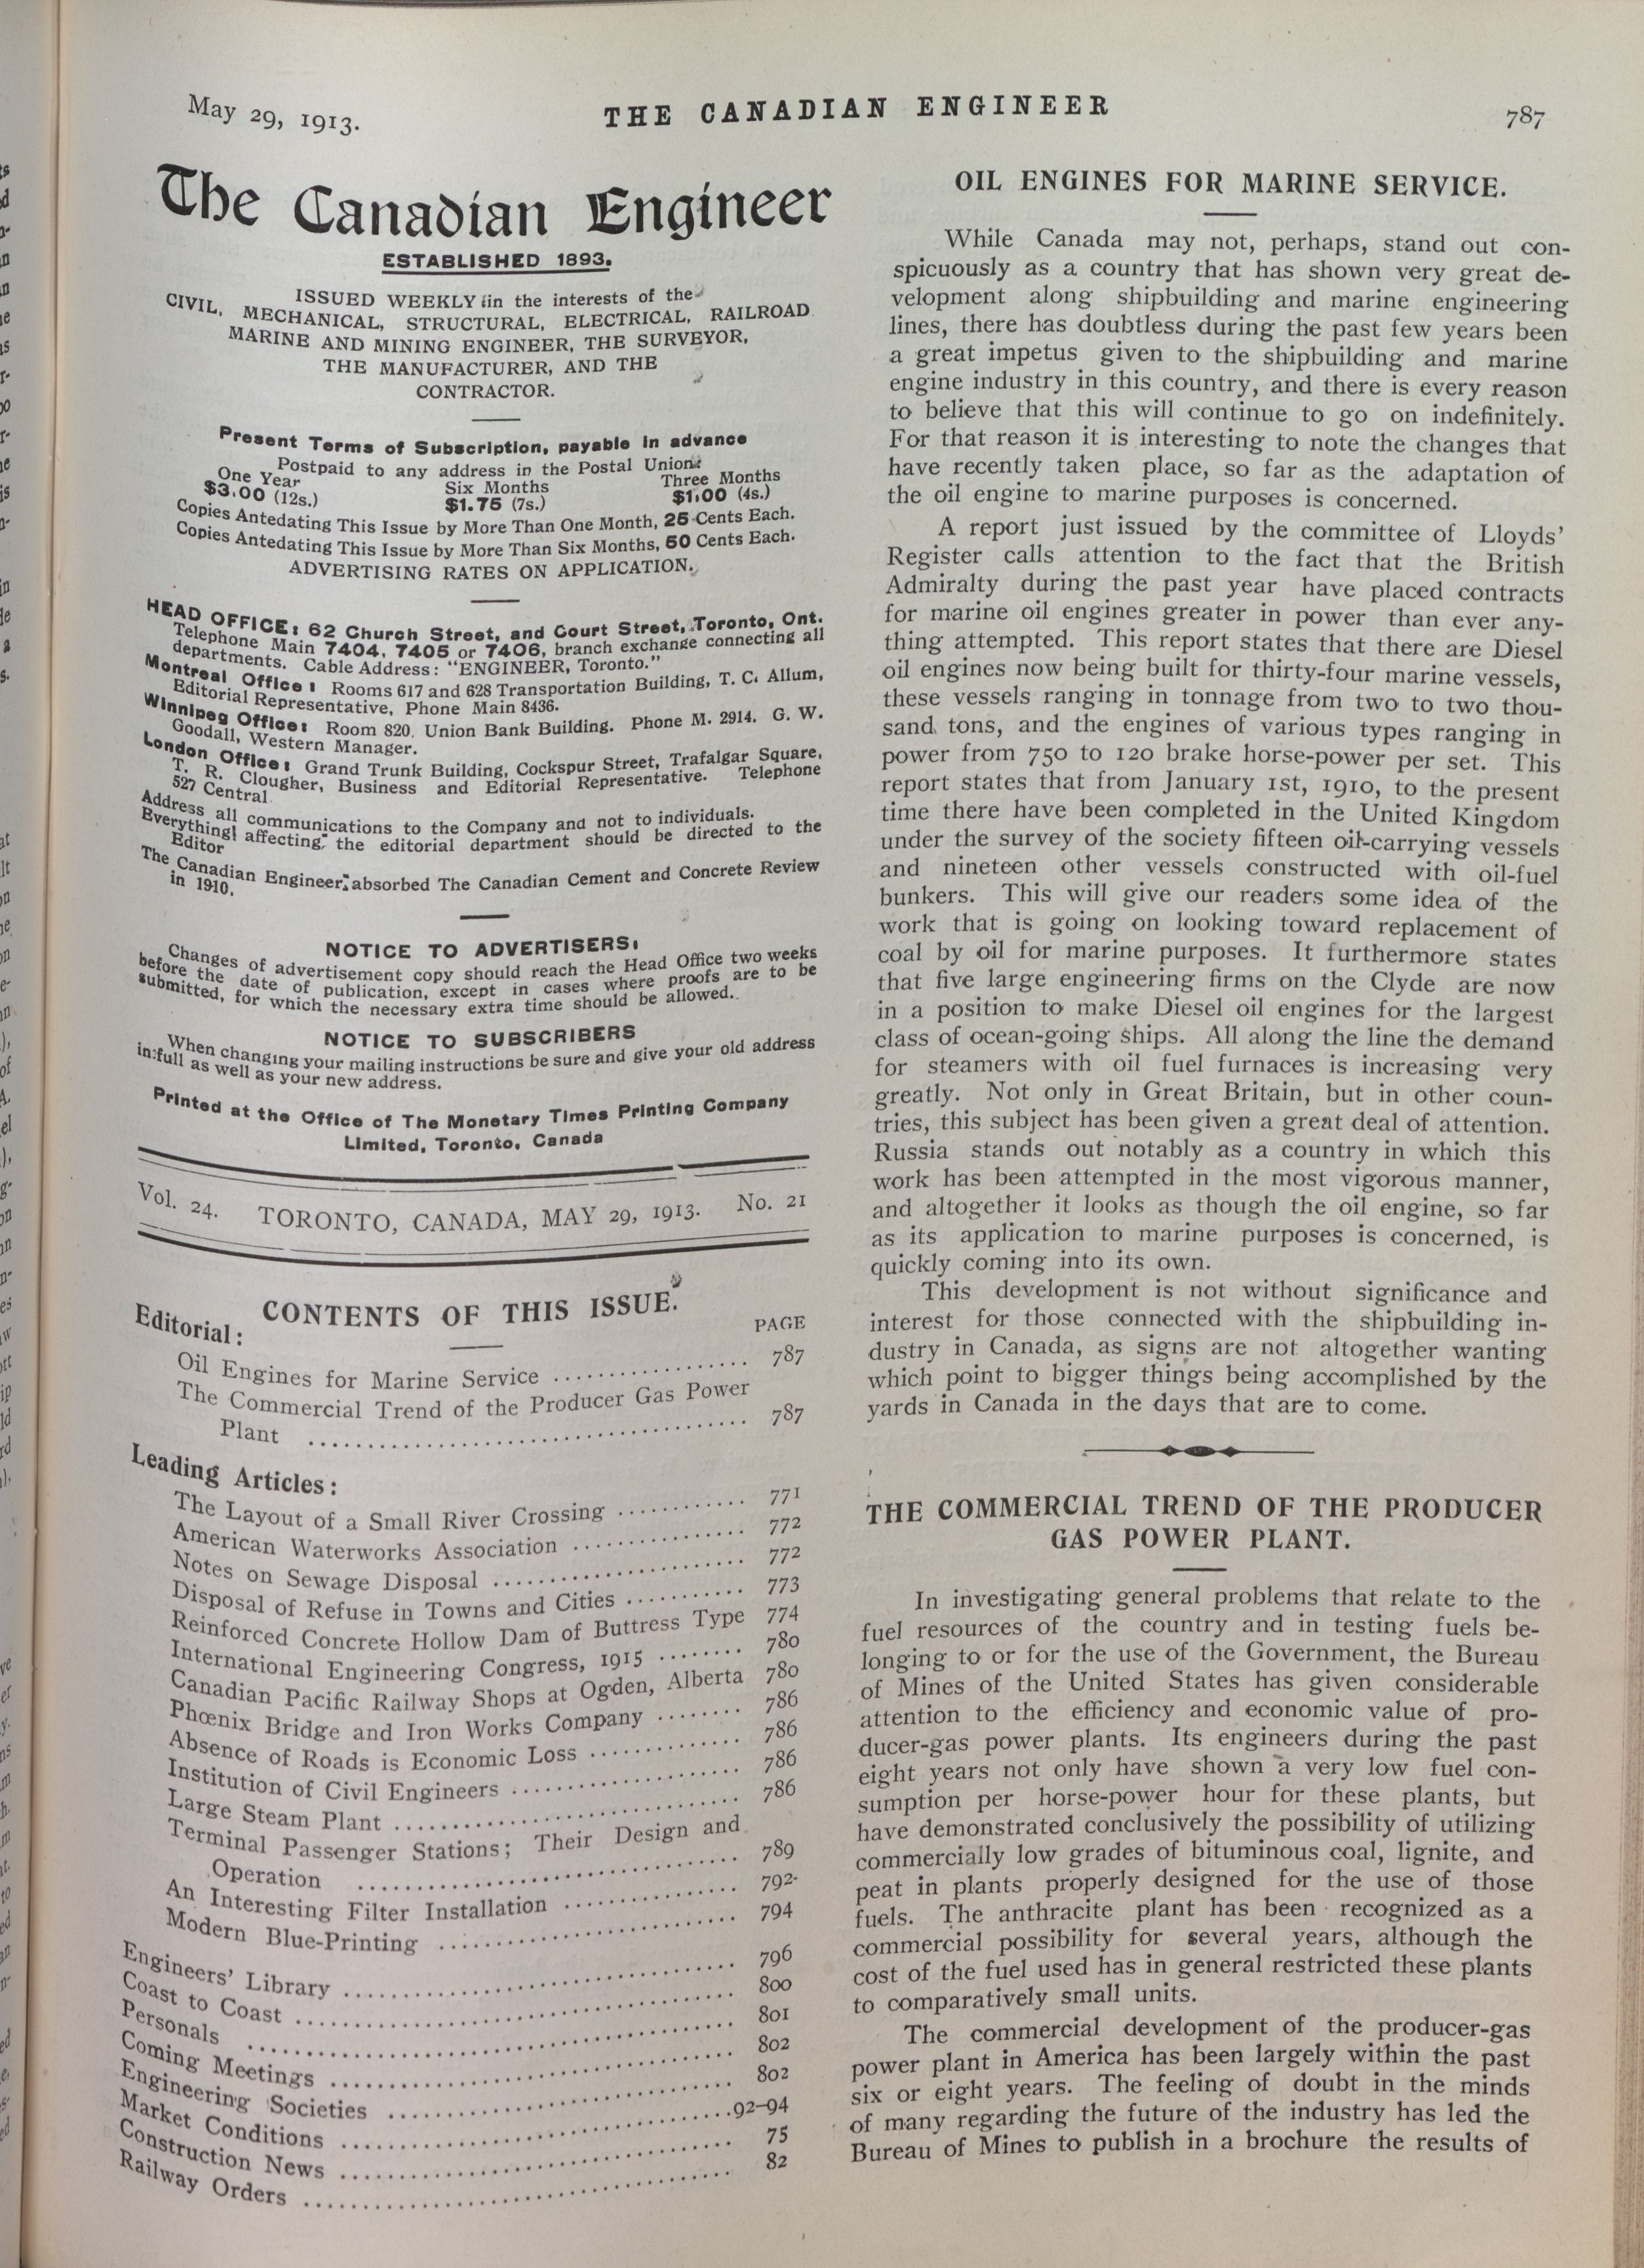 May 29, 1913.
THE CANADIAN ENGINEER
787
The Canadian Engineer
ESTABLISHED 1893.
ISSUED WEEKLY in the interests of the
CIVIL, MECHANICAL, STRUCTURAL, ELECTRICAL, RAILROAD
MARINE AND MINING ENGINEER, THE SURVEYOR,
THE MANUFACTURER, AND THE
CONTRACTOR.
Present Terms of Subscription, payable in advance
Postpaid to any address in the Postal Union:
One Year Six Months Three Months
$3.00 (12s.) $1.75 (7s.) $1.00 (4s.)
Copies Antedating This Issue by More Than One Month, 25 Cents Each.
Copies Antedating This Issue by More Than Six Months, 50 Cents Each.
ADVERTISING RATES ON APPLICATION.
HEAD OFFICE: 62 Church Street, and Court Street, Toronto, Ont.
Telephone Main 7404, 7405 or 7406, branch exchange connecting all
departments. Cable Address: "ENGINEER, Toronto."
Montreal Office: Rooms 617 and 628 Transportation Building, T. C. Allum,
Editorial Representative, Phone Main 8436.
Winnipeg Office: Room 820, Union Bank Building. Phone M. 2914. G. W.
Goodall, Western Manager.
London Office: Grand Trunk Building, Cockspur Street, Trafalgar Square,
T. R. Clougher, Business and Editorial Representative. Telephone
527 Central
Address all communications to the Company and not to individuals.
Everything affecting the editorial department should be directed to the
Editor
The Canadian Engineer absorbed The Canadian Cement and Concrete Review
in 1910.
NOTICE TO ADVERTISERS:
Changes of advertisement copy should reach the Head Office two weeks
before the date of publication, except in cases where proofs are to be
submitted, for which the necessary extra time should be allowed.
NOTICE TO SUBSCRIBERS
When changing your mailing instructions be sure and give your old address
in full as well as your new address.
Printed at the Office of The Monetary Times Printing Company
Limited, Toronto, Canada
Vol. 24. TORONTO, CANADA, MAY 29, 1913. No. 21
CONTENTS OF THIS ISSUE.
Editorial: PAGE
Oil Engines for Marine Service ................ 787
The Commercial Trend of the Producer Gas Power
Plant ................ 787
Leading Articles:
The Layout of a Small River Crossing ............ 771
American Waterworks Association ............ 772
Notes on Sewage Disposal ............ 772
Disposal of Refuse in Towns and Cities ............ 773
Reinforced Concrete Hollow Dam of Buttress Type 774
International Engineering Congress, 1915 ........ 780
Canadian Pacific Railway Shops at Ogden, Alberta 780
Phœnix Bridge and Iron Works Company ........ 786
Absence of Roads is Economic Loss ............ 786
Institution of Civil Engineers ............ 786
Large Steam Plant ............ 786
Terminal Passenger Stations; Their Design and
Operation ............ 789
An Interesting Filter Installation ............ 792
Modern Blue-Printing ............ 794
Engineers' Library ............ 796
Coast to Coast ............ 800
Personals ............ 801
Coming Meetings ............ 802
Engineering Societies ............ 802
Market Conditions ............ 92-94
Construction News ............ 75
Railway Orders ............ 82
OIL ENGINES FOR MARINE SERVICE.
While Canada may not, perhaps, stand out con-
spicuously as a country that has shown very great de-
velopment along shipbuilding and marine engineering
lines, there has doubtless during the past few years been
a great impetus given to the shipbuilding and marine
engine industry in this country, and there is every reason
to believe that this will continue to go on indefinitely.
For that reason it is interesting to note the changes that
have recently taken place, so far as the adaptation of
the oil engine to marine purposes is concerned.
A report just issued by the committee of Lloyds'
Register calls attention to the fact that the British
Admiralty during the past year have placed contracts
for marine oil engines greater in power than ever any-
thing attempted. This report states that there are Diesel
oil engines now being built for thirty-four marine vessels,
these vessels ranging in tonnage from two to two thou-
sand tons, and the engines of various types ranging in
power from 750 to 120 brake horse-power per set. This
report states that from January 1st, 1910, to the present
time there have been completed in the United Kingdom
under the survey of the society fifteen oil-carrying vessels
and nineteen other vessels constructed with oil-fuel
bunkers. This will give our readers some idea of the
work that is going on looking toward replacement of
coal by oil for marine purposes. It furthermore states
that five large engineering firms on the Clyde are now
in a position to make Diesel oil engines for the largest
class of ocean-going ships. All along the line the demand
for steamers with oil fuel furnaces is increasing very
greatly. Not only in Great Britain, but in other coun-
tries, this subject has been given a great deal of attention.
Russia stands out notably as a country in which this
work has been attempted in the most vigorous manner,
and altogether it looks as though the oil engine, so far
as its application to marine purposes is concerned, is
quickly coming into its own.
This development is not without significance and
interest for those connected with the shipbuilding in-
dustry in Canada, as signs are not altogether wanting
which point to bigger things being accomplished by the
yards in Canada in the days that are to come.
THE COMMERCIAL TREND OF THE PRODUCER
GAS POWER PLANT.
In investigating general problems that relate to the
fuel resources of the country and in testing fuels be-
longing to or for the use of the Government, the Bureau
of Mines of the United States has given considerable
attention to the efficiency and economic value of pro-
ducer-gas power plants. Its engineers during the past
eight years not only have shown a very low fuel con-
sumption per horse-power hour for these plants, but
have demonstrated conclusively the possibility of utilizing
commercially low grades of bituminous coal, lignite, and
peat in plants properly designed for the use of those
fuels. The anthracite plant has been recognized as a
commercial possibility for several years, although the
cost of the fuel used has in general restricted these plants
to comparatively small units.
The commercial development of the producer-gas
power plant in America has been largely within the past
six or eight years. The feeling of doubt in the minds
of many regarding the future of the industry has led the
Bureau of Mines to publish in a brochure the results of